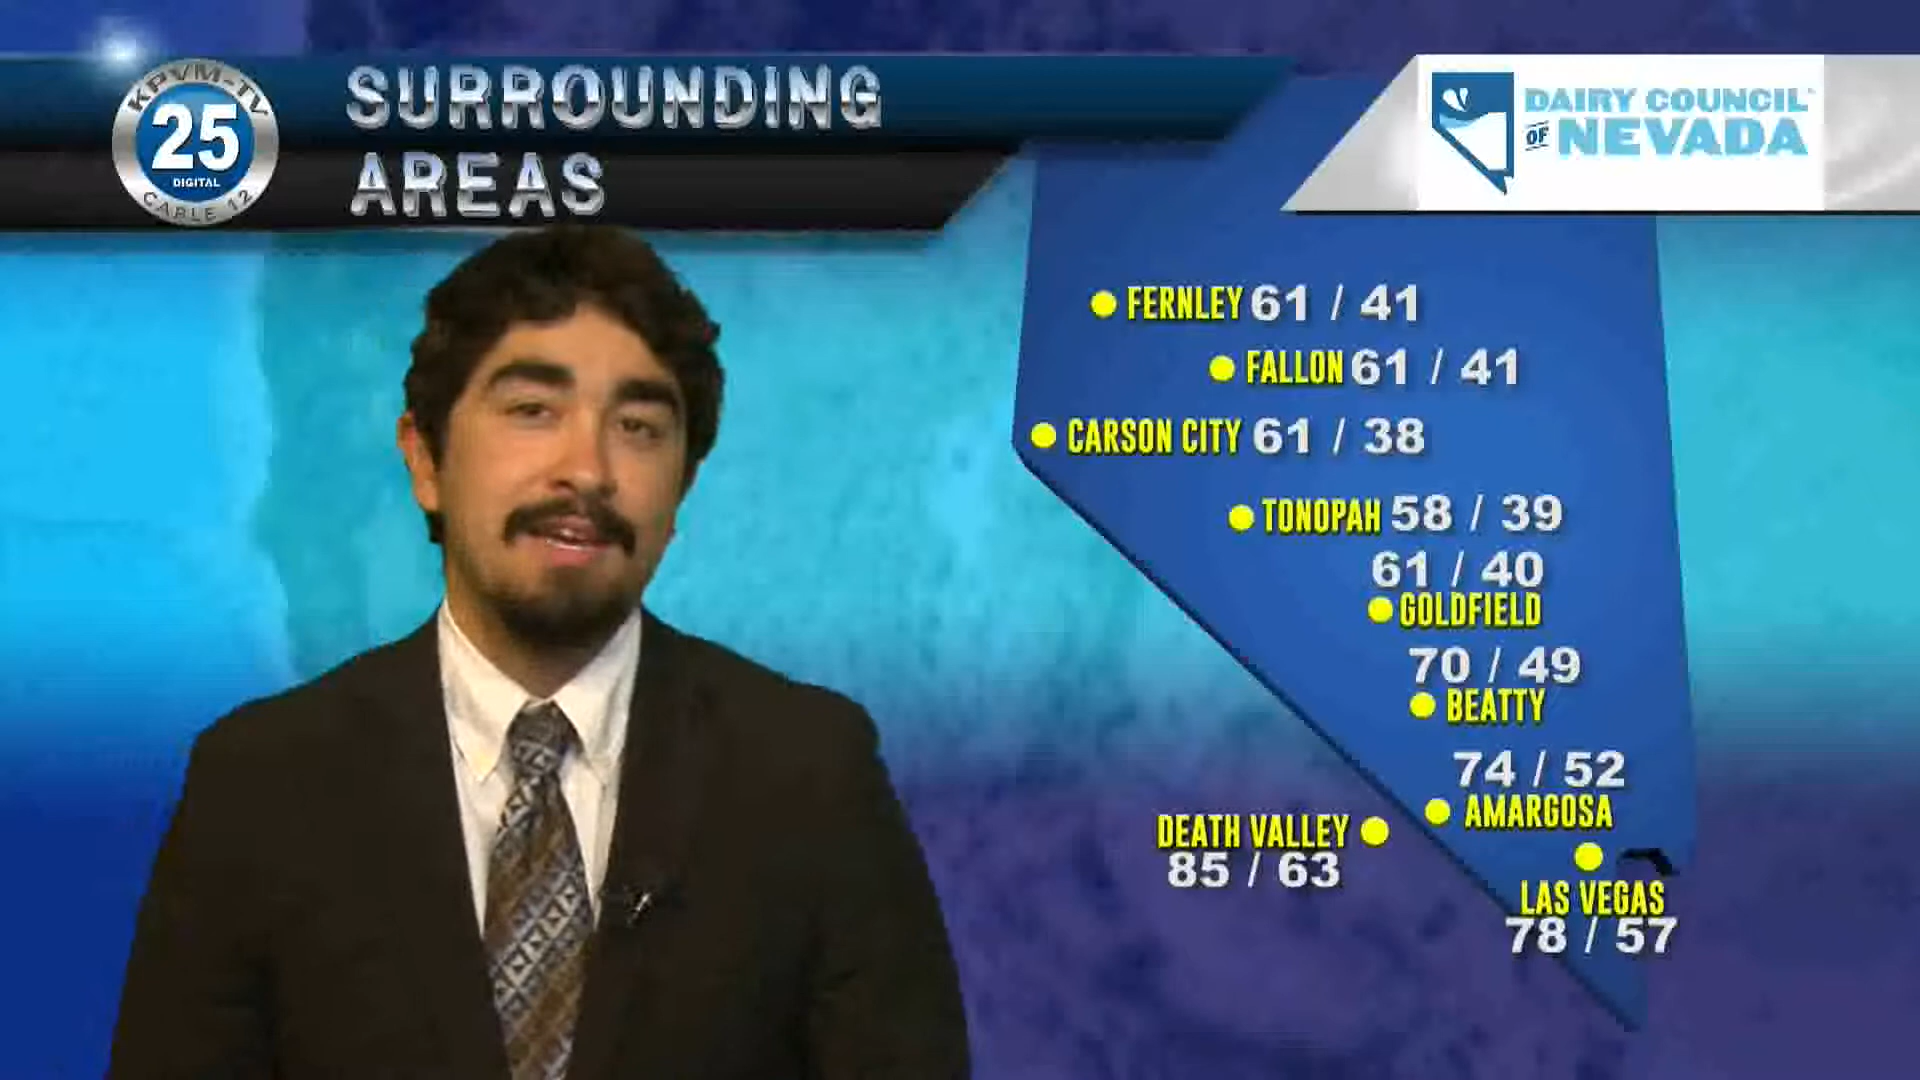 KPVM-TV
25
DIGITAL
CABLE 12
SURROUNDING
AREAS
DAIRY COUNCIL
OF NEVADA
FERNLEY 61 / 41
FALLON 61 / 41
CARSON CITY 61 / 38
TONOPAH 58 / 39
61 / 40
GOLDFIELD
70 / 49
BEATTY
74 / 52
AMARGOSA
DEATH VALLEY
85 / 63
LAS VEGAS
78 / 57